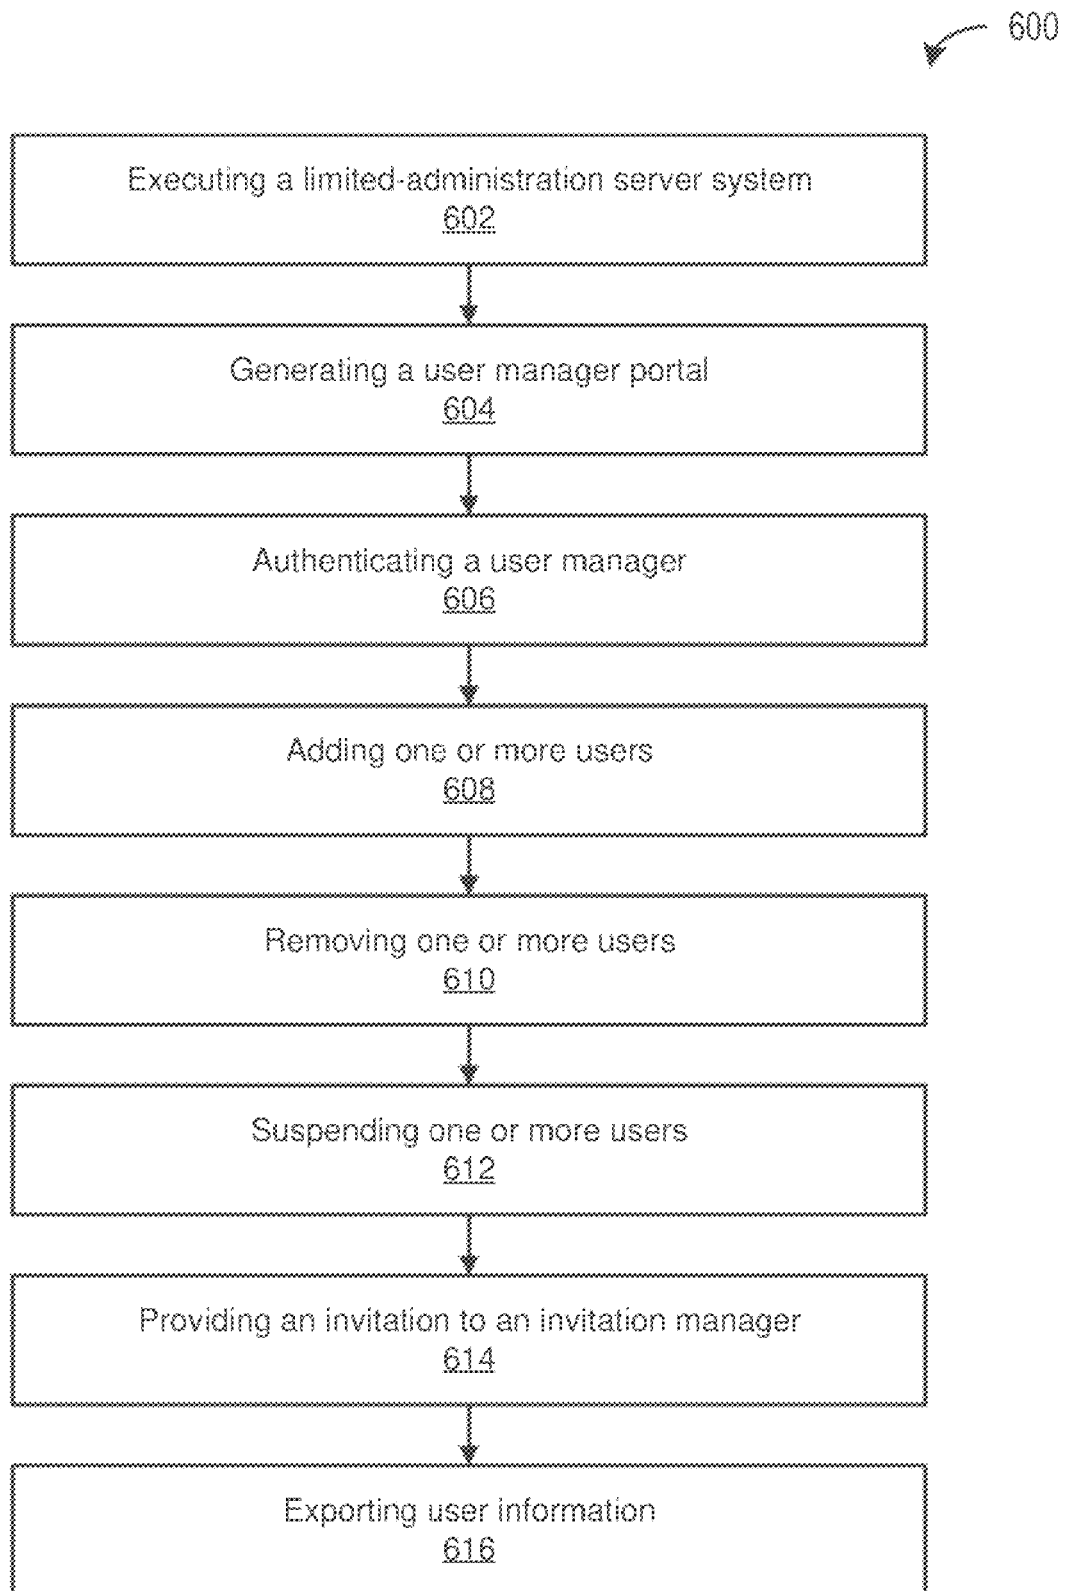 600
Executing a limited-administration server system
602
Generating a user manager portal
604
Authenticating a user manager
606
Adding one or more users
608
Removing one or more users
610
Suspending one or more users
612
Providing an invitation to an invitation manager
614
Exporting user information
616